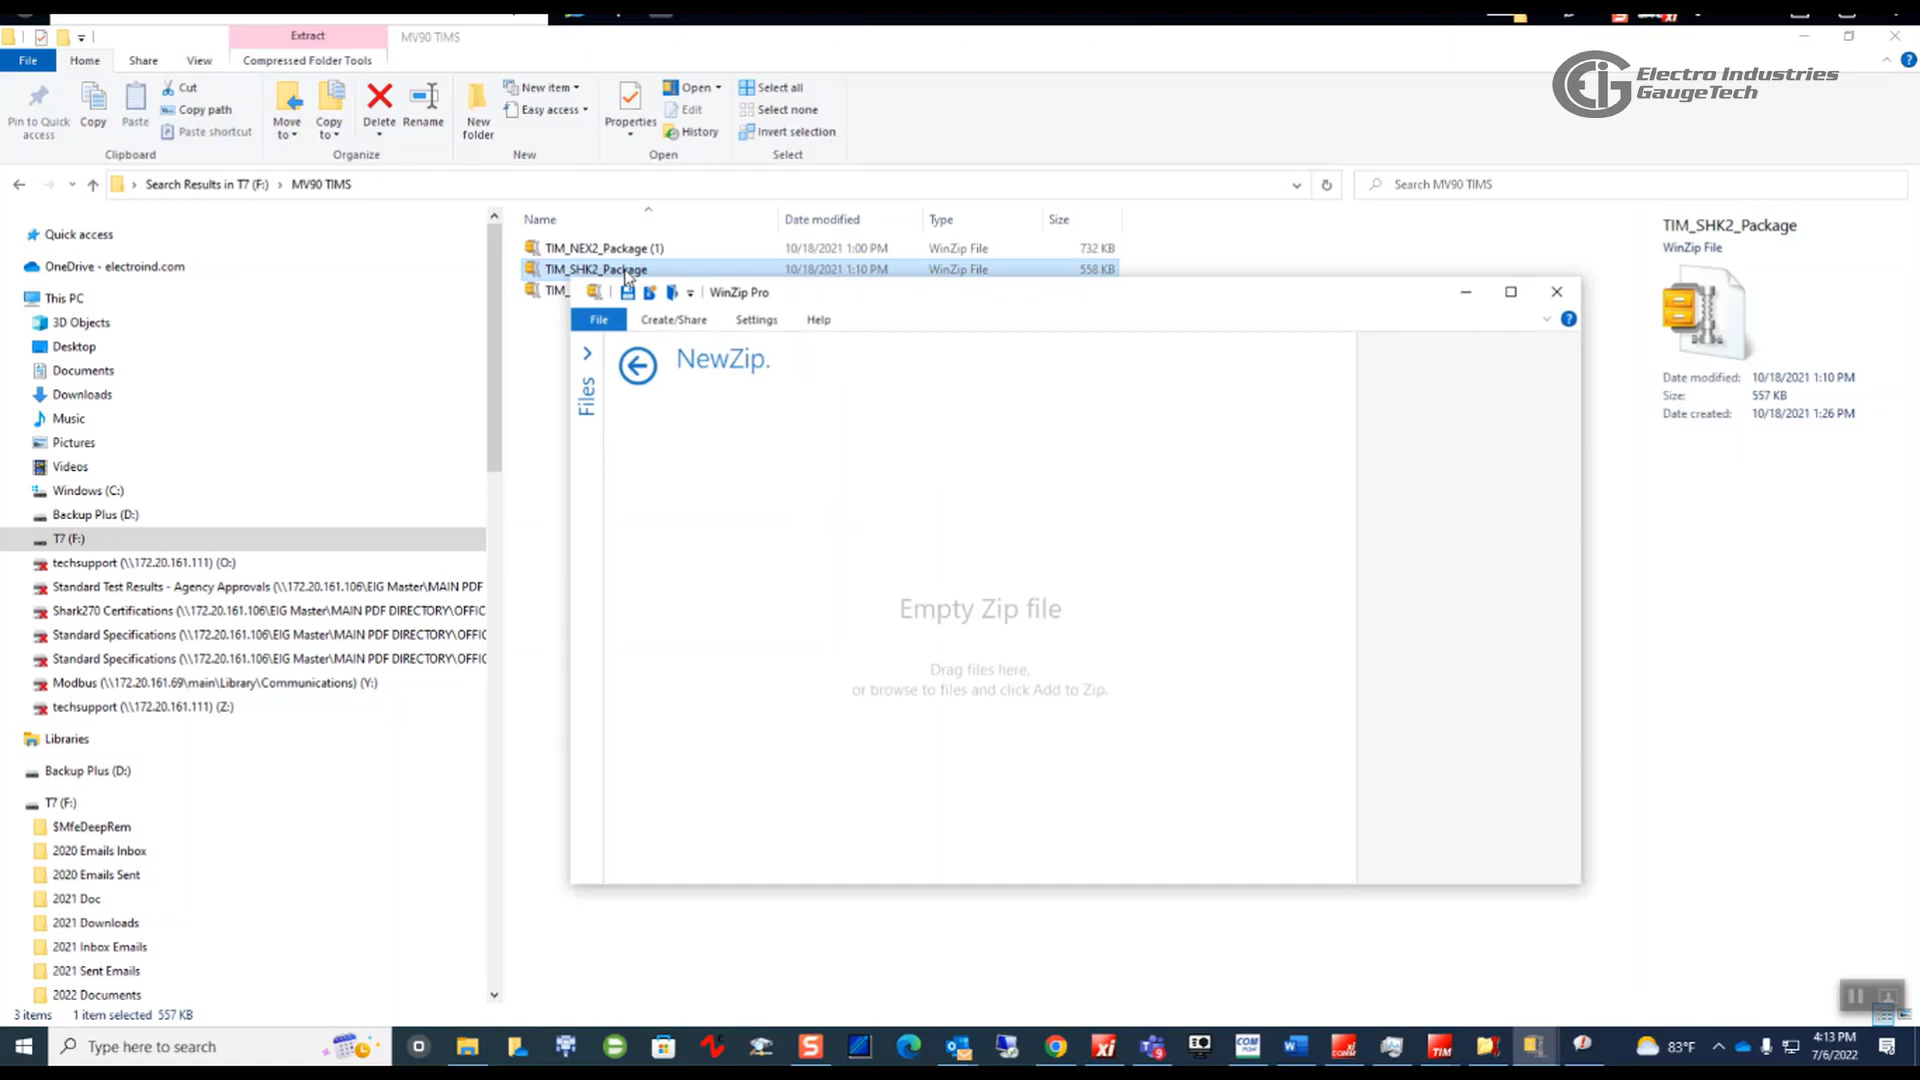 Extract
MV90 TIMS
File
Home
Share
View
Compressed Folder Tools
Pin to Quick access
Copy
Paste
Cut
Copy path
Paste shortcut
Clipboard
Move to
Copy to
Delete
Rename
Organize
New folder
New item
Easy access
New
Properties
Open
Edit
History
Open
Select all
Select none
Invert selection
Select
EiG Electro Industries
GaugeTech
Search Results in T7 (F:) > MV90 TIMS
Search MV90 TIMS
Name
Date modified
Type
Size
TIM_NEX2_Package (1)
10/18/2021 1:00 PM
WinZip File
732 KB
TIM_SHK2_Package
10/18/2021 1:10 PM
WinZip File
558 KB
TIM_
Quick access
OneDrive - electroind.com
This PC
3D Objects
Desktop
Documents
Downloads
Music
Pictures
Videos
Windows (C:)
Backup Plus (D:)
T7 (F:)
techsupport (\\172.20.161.111) (O:)
Standard Test Results - Agency Approvals (\\172.20.161.106\EIG Master\MAIN PDF
Shark270 Certifications (\\172.20.161.106\EIG Master\MAIN PDF DIRECTORY\OFFIC
Standard Specifications (\\172.20.161.106\EIG Master\MAIN PDF DIRECTORY\OFFIC
Standard Specifications (\\172.20.161.106\EIG Master\MAIN PDF DIRECTORY\OFFIC
Modbus (\\172.20.161.69\main\Library\Communications) (Y:)
techsupport (\\172.20.161.111) (Z:)
Libraries
Backup Plus (D:)
T7 (F:)
$MfeDeepRem
2020 Emails Inbox
2020 Emails Sent
2021 Doc
2021 Downloads
2021 Inbox Emails
2021 Sent Emails
2022 Documents
3 items
1 item selected 557 KB
WinZip Pro
File
Create/Share
Settings
Help
Files
NewZip.
Empty Zip file
Drag files here,
or browse to files and click Add to Zip.
TIM_SHK2_Package
WinZip File
Date modified: 10/18/2021 1:10 PM
Size: 557 KB
Date created: 10/18/2021 1:26 PM
Type here to search
xi
COM
TIM
83°F
4:13 PM
7/6/2022